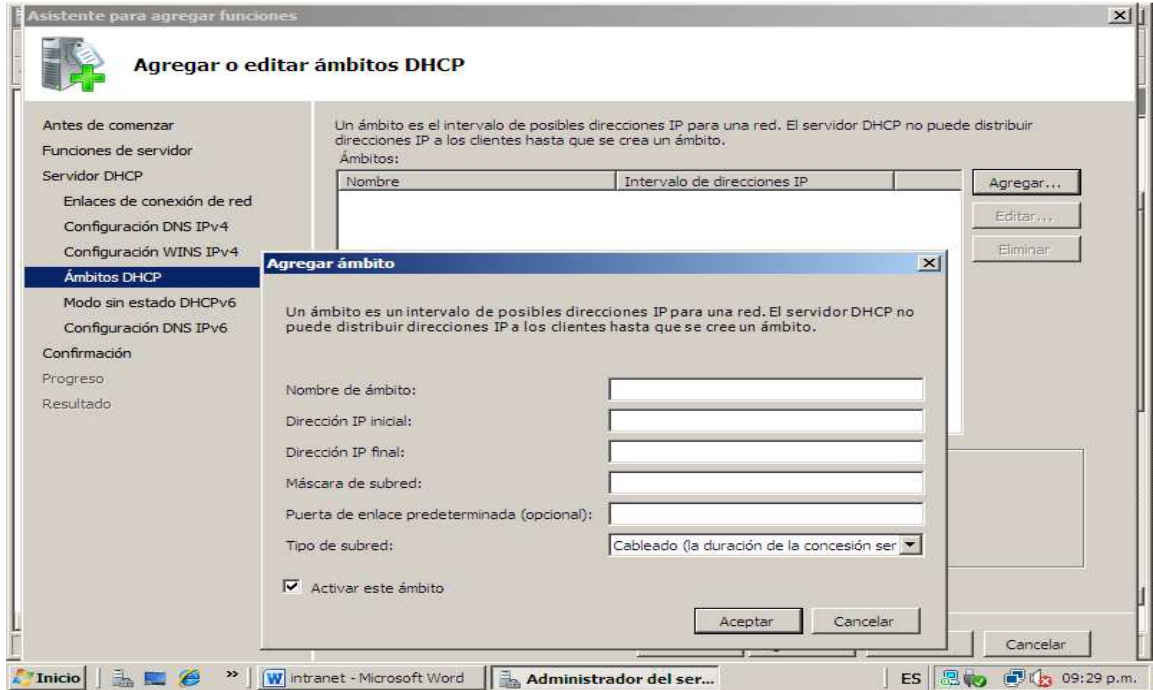 Asistente para agregar funciones
Agregar o editar ámbitos DHCP
Antes de comenzar
Funciones de servidor
Servidor DHCP
Enlaces de conexión de red
Configuración DNS IPv4
Configuración WINS IPv4
Ámbitos DHCP
Modo sin estado DHCPv6
Configuración DNS IPv6
Confirmación
Progreso
Resultado
Un ámbito es el intervalo de posibles direcciones IP para una red. El servidor DHCP no puede distribuir
direcciones IP a los clientes hasta que se crea un ámbito.
Ámbitos:
Nombre
Intervalo de direcciones IP
Agregar...
Editar...
Eliminar
Agregar ámbito
Un ámbito es un intervalo de posibles direcciones IP para una red. El servidor DHCP no
puede distribuir direcciones IP a los clientes hasta que se cree un ámbito.
Nombre de ámbito:
Dirección IP inicial:
Dirección IP final:
Máscara de subred:
Puerta de enlace predeterminada (opcional):
Tipo de subred:
Cableado (la duración de la concesión ser
Activar este ámbito
Aceptar
Cancelar
Cancelar
Inicio
»
intranet - Microsoft Word
Administrador del ser...
ES
09:29 p.m.